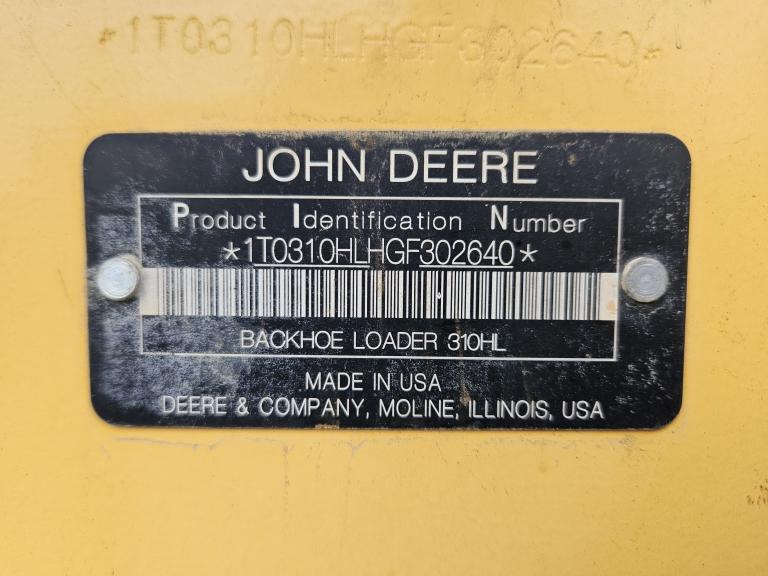 *1T0310HLHGF302640*
JOHN DEERE
Product Identification Number
*1T0310HLHGF302640*
BACKHOE LOADER 310HL
MADE IN USA
DEERE & COMPANY, MOLINE, ILLINOIS, USA